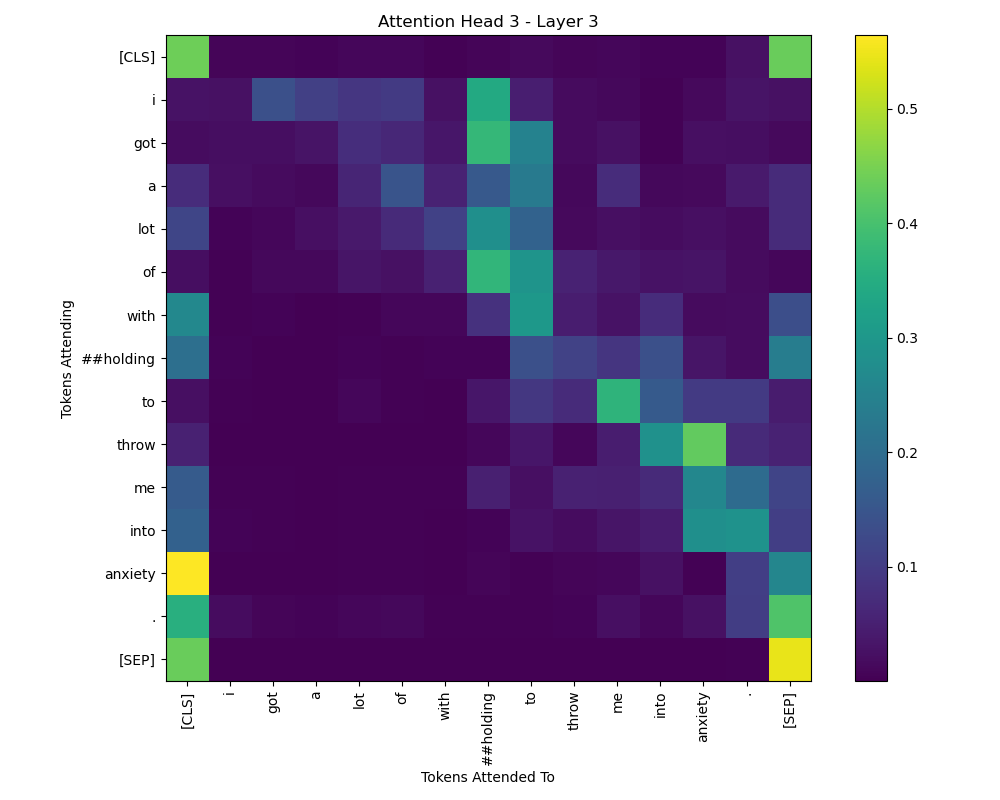 Attention Head 3 - Layer 3
Tokens Attending
[CLS]
i
got
a
lot
of
with
##holding
to
throw
me
into
anxiety
.
[SEP]
[CLS]
i
got
a
lot
of
with
##holding
to
throw
me
into
anxiety
.
[SEP]
Tokens Attended To
0.5
0.4
0.3
0.2
0.1